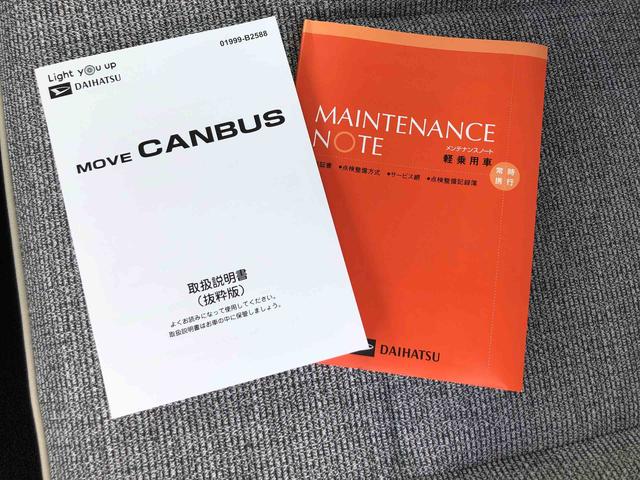 01999-B2588
Light you up
DAIHATSU
MOVE CANBUS
取扱説明書
（抜粋版）
よくお読みになって使用してください。
取扱説明書はお車の中に保管しましょう。
MAINTENANCE
NOTE
メンテナンスノート
軽乗用車
常時
携行
証書 •点検整備方式 •サービス網 •点検整備記録簿
DAIHATSU